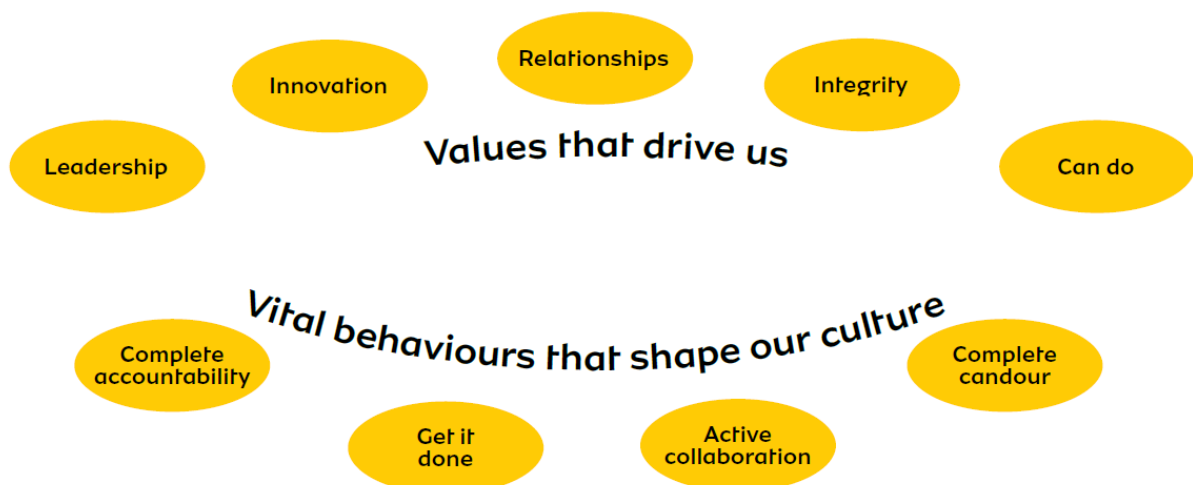 Relationships
Innovation
Integrity
Values that drive us
Leadership
Can do
Vital behaviours that shape our culture
Complete
accountability
Complete
candour
Get it
done
Active
collaboration